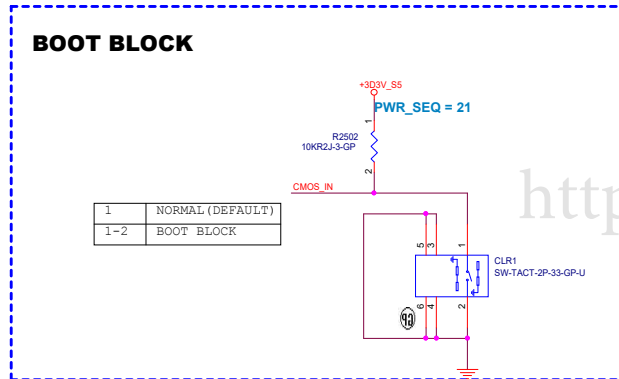 BOOT BLOCK
+3D3V_S5
PWR_SEQ = 21
1
R2502
10KR2J-3-GP
2
CMOS_IN
http
1 NORMAL(DEFAULT)
1-2 BOOT BLOCK
5 3 1
CLR1
SW-TACT-2P-33-GP-U
6 4 2